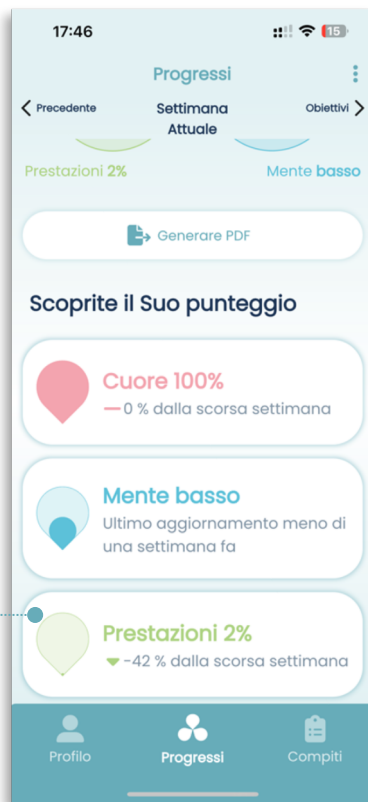 17:46
15
Progressi
Precedente
Settimana
Attuale
Obiettivi
Prestazioni 2%
Mente basso
Generare PDF
Scoprite il Suo punteggio
Cuore 100%
0 % dalla scorsa settimana
Mente basso
Ultimo aggiornamento meno di
una settimana fa
Prestazioni 2%
-42 % dalla scorsa settimana
Profilo
Progressi
Compiti